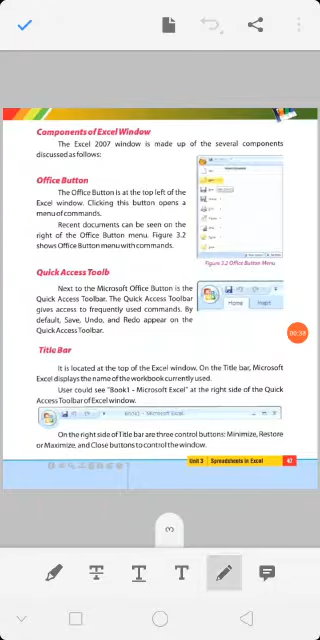 Components of Excel Window
The Excel 2007 window is made up of the several components
discussed as follows:
Office Button
The Office Button is at the top left of the
Excel window. Clicking this button opens a
menu of commands.
Recent documents can be seen on the
right of the Office Button menu. Figure 3.2
shows Office Button menu with commands.
Figure 3.2 Office Button Menu
Quick Access Toolb
Next to the Microsoft Office Button is the
Quick Access Toolbar. The Quick Access Toolbar
gives access to frequently used commands. By
default, Save, Undo, and Redo appear on the
Quick Access Toolbar.
Home
00:38
Title Bar
It is located at the top of the Excel window. On the Title bar, Microsoft
Excel displays the name of the workbook currently used.
User could see "Book1 - Microsoft Excel" at the right side of the Quick
Access Toolbar of Excel window.
Book1 - Microsoft Excel
On the right side of Title bar are three control buttons: Minimize, Restore
or Maximize, and Close buttons to control the window.
Unit 3 Spreadsheets in Excel 47
3
T T T